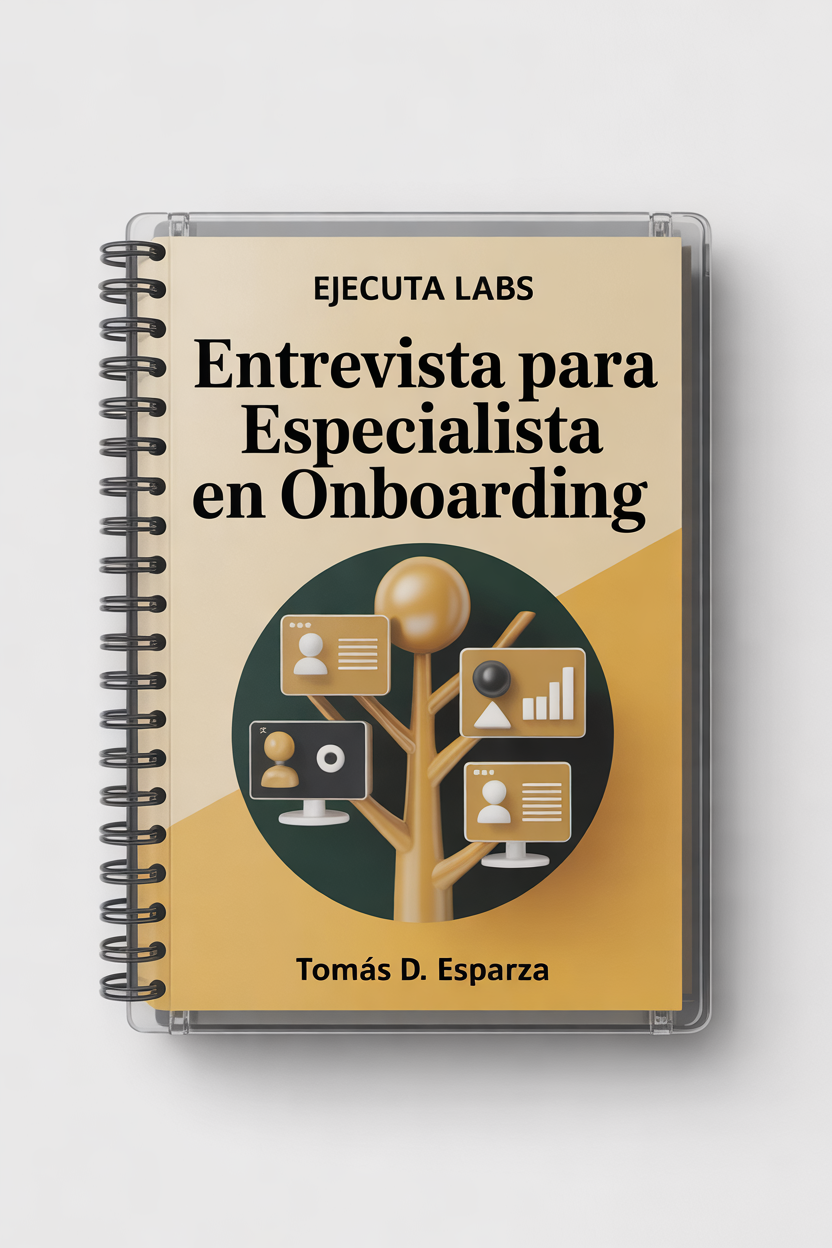 EJECUTA LABS
Entrevista para
Especialista
en Onboarding
Tomás D. Esparza